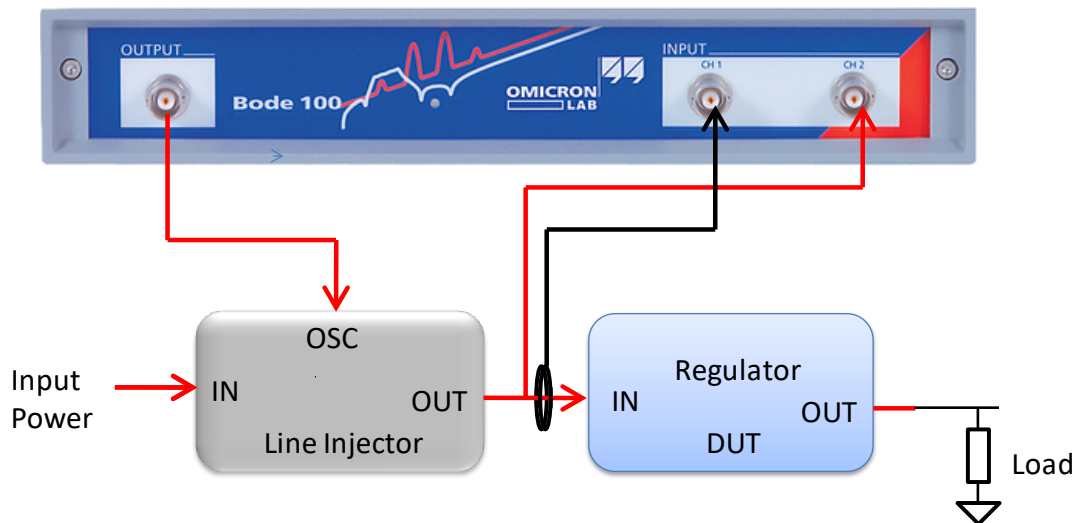 OUTPUT
INPUT
CH 1
CH 2
Bode 100
OMICRON
LAB
OSC
Input
Power
IN
OUT
Line Injector
Regulator
IN
OUT
DUT
Load